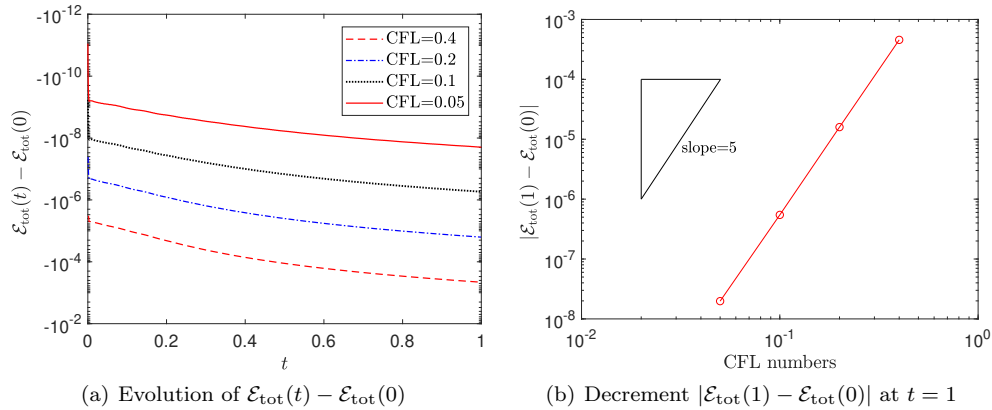 -10^-12
-10^-10
-10^-8
-10^-6
-10^-4
-10^-2
ℰ_tot(t) − ℰ_tot(0)
CFL=0.4
CFL=0.2
CFL=0.1
CFL=0.05
0
0.2
0.4
0.6
0.8
1
t
(a) Evolution of ℰ_tot(t) − ℰ_tot(0)
10^-3
10^-4
10^-5
10^-6
10^-7
10^-8
|ℰ_tot(1) − ℰ_tot(0)|
slope=5
10^-2
10^-1
10^0
CFL numbers
(b) Decrement |ℰ_tot(1) − ℰ_tot(0)| at t = 1